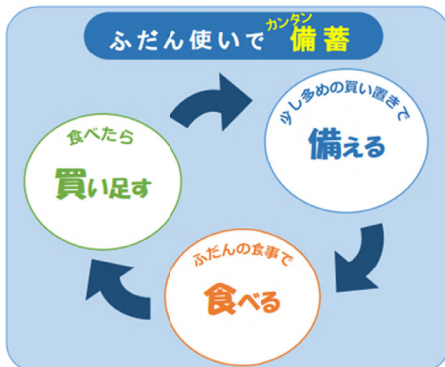 カンタン
ふだん使いで 備蓄
少し多めの買い置きで
備える
ふだんの食事で
食べる
食べたら
買い足す